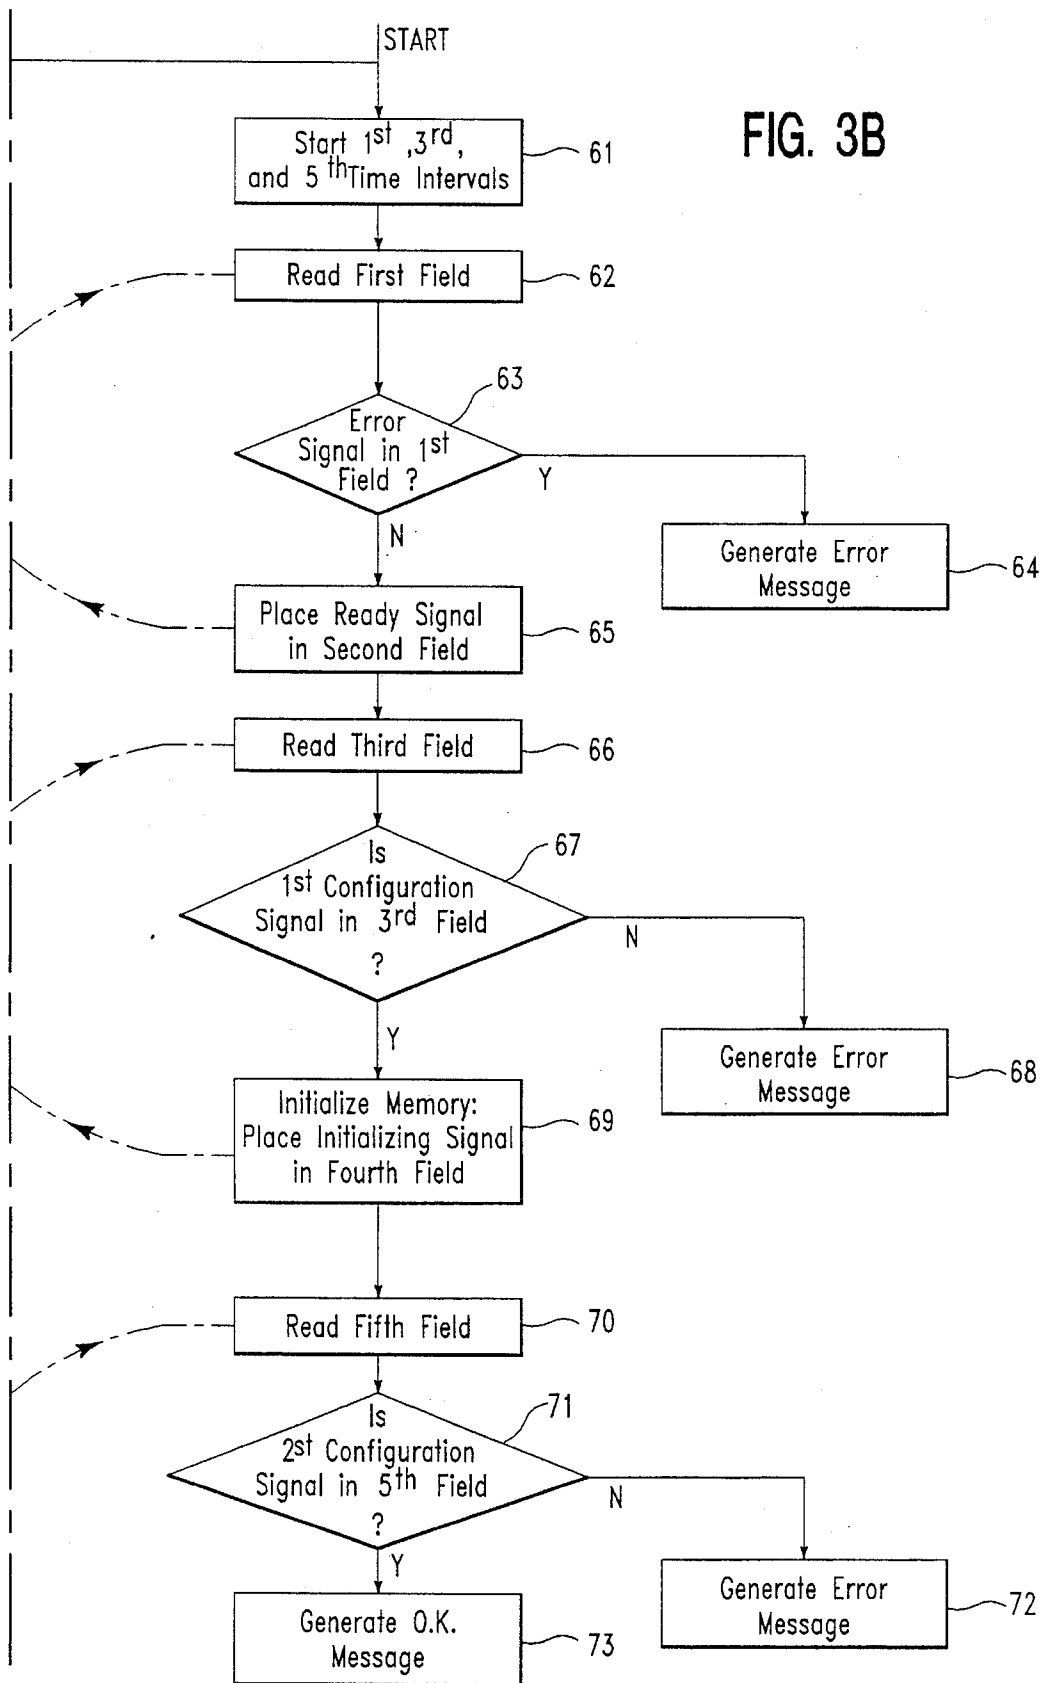 START
FIG. 3B
Start 1st ,3rd,
and 5 thTime Intervals
61
Read First Field
62
63
Error
Signal in 1st
Field ?
Y
N
Generate Error
Message
64
Place Ready Signal
in Second Field
65
Read Third Field
66
67
Is
1st Configuration
Signal in 3rd Field
?
N
Y
Generate Error
Message
68
Initialize Memory:
Place Initializing Signal
in Fourth Field
69
Read Fifth Field
70
71
Is
2st Configuration
Signal in 5th Field
?
N
Y
Generate Error
Message
72
Generate O.K.
Message
73